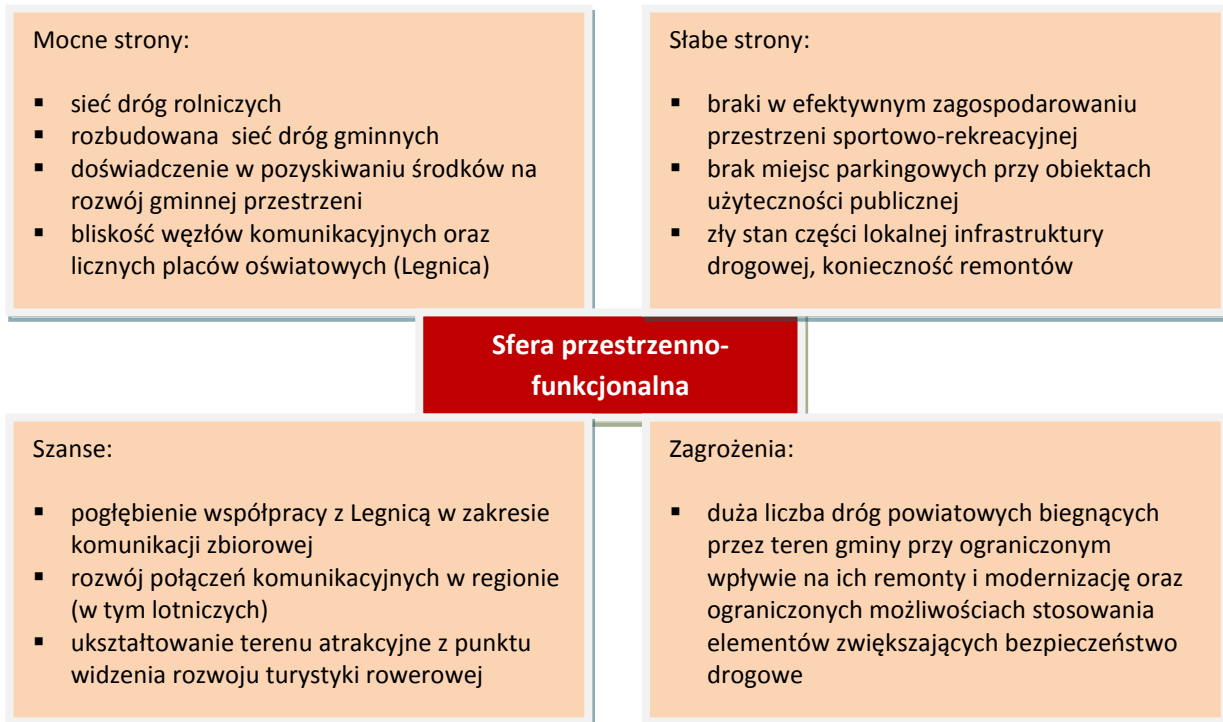 Mocne strony:
▪ sieć dróg rolniczych
▪ rozbudowana sieć dróg gminnych
▪ doświadczenie w pozyskiwaniu środków na
rozwój gminnej przestrzeni
▪ bliskość węzłów komunikacyjnych oraz
licznych placów oświatowych (Legnica)
Słabe strony:
▪ braki w efektywnym zagospodarowaniu
przestrzeni sportowo-rekreacyjnej
▪ brak miejsc parkingowych przy obiektach
użyteczności publicznej
▪ zły stan części lokalnej infrastruktury
drogowej, konieczność remontów
Sfera przestrzenno-
funkcjonalna
Szanse:
▪ pogłębienie współpracy z Legnicą w zakresie
komunikacji zbiorowej
▪ rozwój połączeń komunikacyjnych w regionie
(w tym lotniczych)
▪ ukształtowanie terenu atrakcyjne z punktu
widzenia rozwoju turystyki rowerowej
Zagrożenia:
▪ duża liczba dróg powiatowych biegnących
przez teren gminy przy ograniczonym
wpływie na ich remonty i modernizację oraz
ograniczonych możliwościach stosowania
elementów zwiększających bezpieczeństwo
drogowe